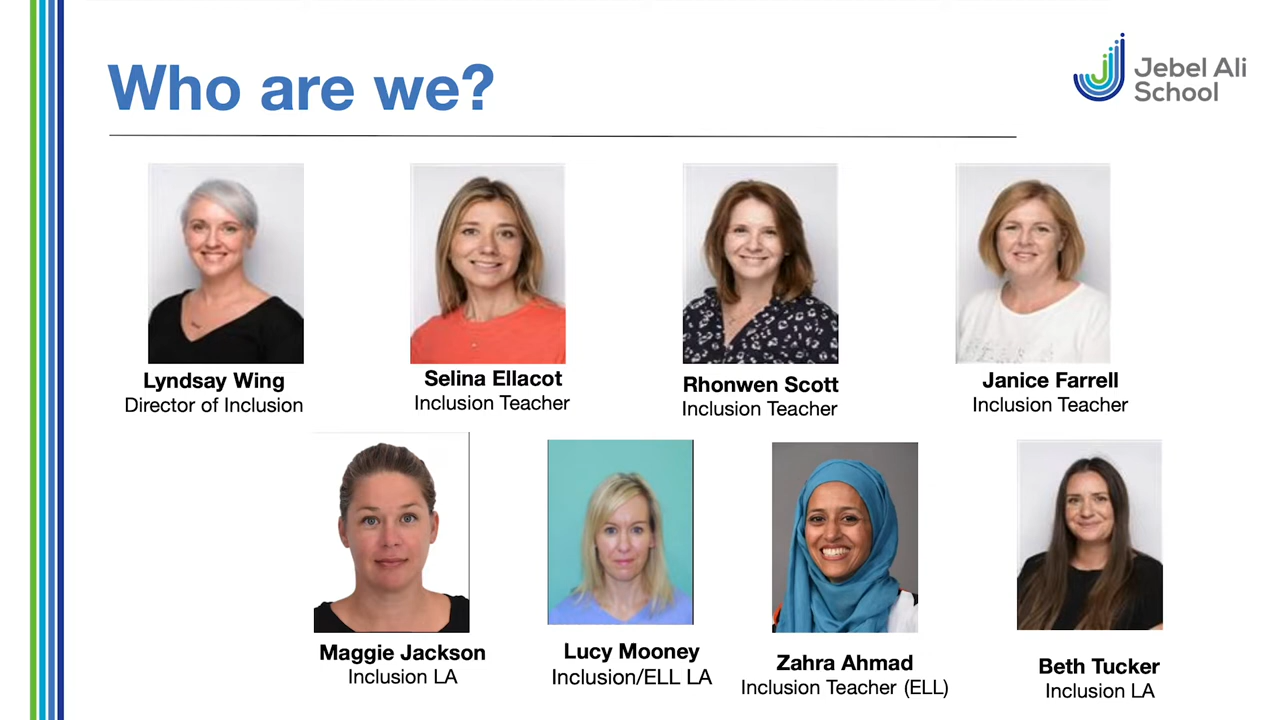 Who are we?
Jebel Ali
School
Lyndsay Wing
Director of Inclusion
Selina Ellacot
Inclusion Teacher
Rhonwen Scott
Inclusion Teacher
Janice Farrell
Inclusion Teacher
Maggie Jackson
Inclusion LA
Lucy Mooney
Inclusion/ELL LA
Zahra Ahmad
Inclusion Teacher (ELL)
Beth Tucker
Inclusion LA